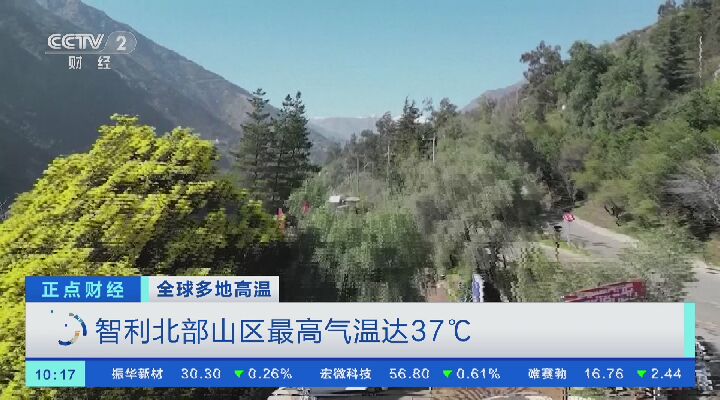 CCTV 2
财经
正点财经 全球多地高温
智利北部山区最高气温达37℃
10:17 振华新材 30.30 ▼ 0.26% 宏微科技 56.80 ▼ 0.61% 诺赛勒 16.76 ▼ 2.44